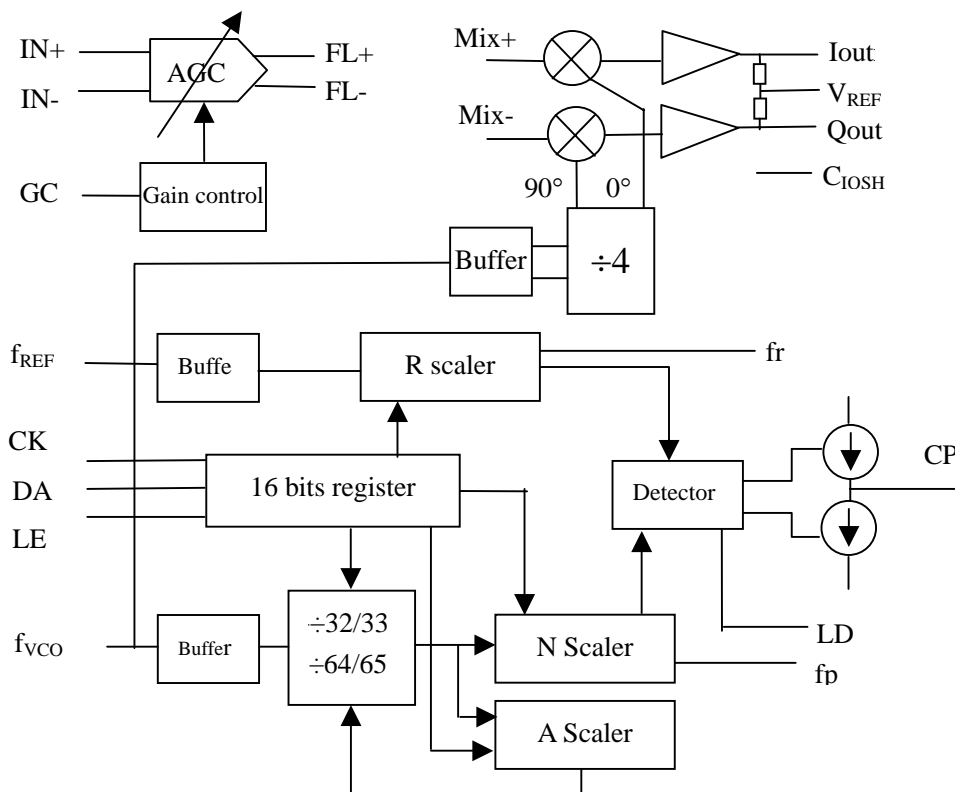 IN+
AGC
FL+
IN-
FL-
GC
Gain control
Mix+
Iout
VREF
Mix-
Qout
CIOSH
90°
0°
Buffer
÷4
fREF
Buffe
R scaler
fr
CK
DA
LE
16 bits register
Detector
CP
fVCO
Buffer
÷32/33
÷64/65
N Scaler
LD
fp
A Scaler